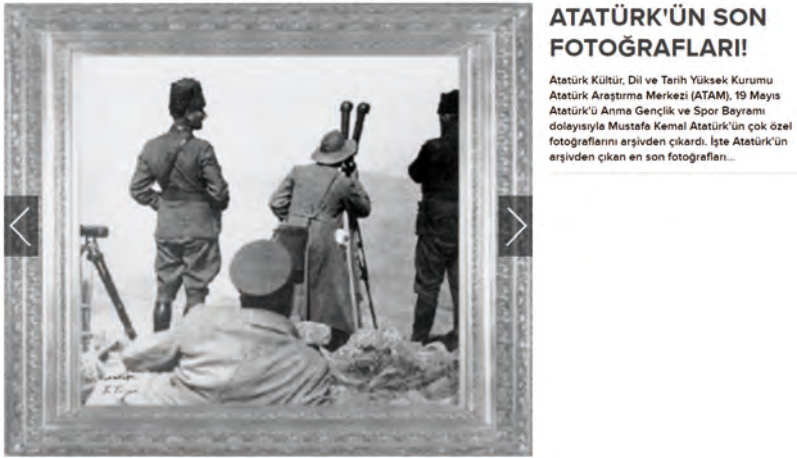 ATATÜRK'ÜN SON
FOTOĞRAFLARI!
Atatürk Kültür, Dil ve Tarih Yüksek Kurumu
Atatürk Araştırma Merkezi (ATAM), 19 Mayıs
Atatürk'ü Anma Gençlik ve Spor Bayramı
dolayısıyla Mustafa Kemal Atatürk'ün çok özel
fotoğraflarını arşivden çıkardı. İşte Atatürk'ün
arşivden çıkan en son fotoğrafları...